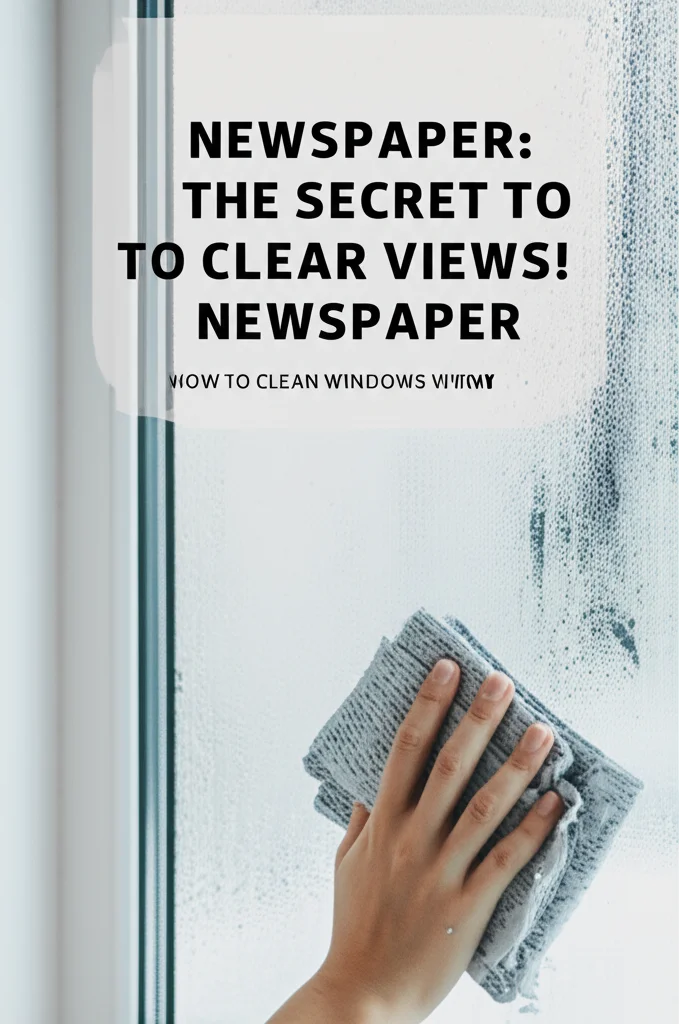 NEWSPAPER:
THE SECRET TO
TO CLEAR VIEWS!
NEWSPAPER
TO CLEAN WINDOWS